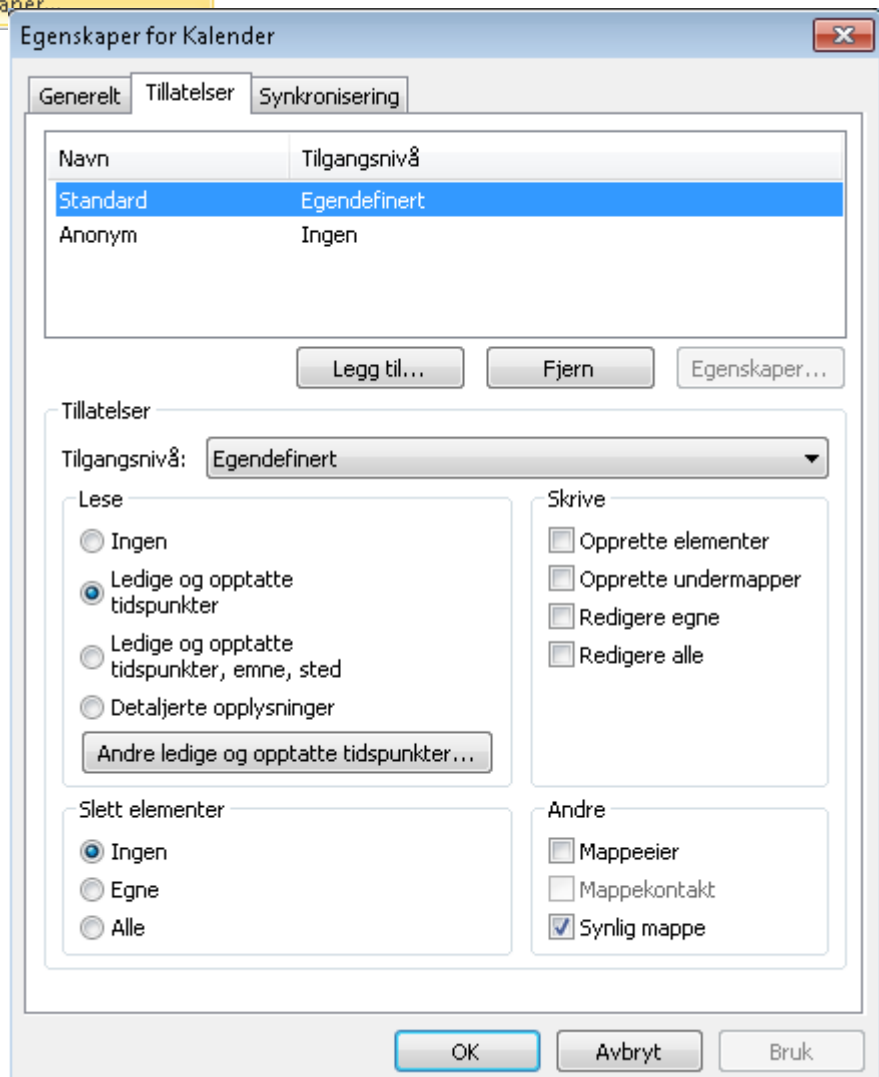 aper...
Egenskaper for Kalender
Generelt Tillatelser Synkronisering
Navn Tilgangsnivå
Standard Egendefinert
Anonym Ingen
Legg til... Fjern Egenskaper...
Tillatelser
Tilgangsnivå: Egendefinert
Lese
Ingen
Ledige og opptatte
tidspunkter
Ledige og opptatte
tidspunkter, emne, sted
Detaljerte opplysninger
Andre ledige og opptatte tidspunkter...
Skrive
Opprette elementer
Opprette undermapper
Redigere egne
Redigere alle
Slett elementer
Ingen
Egne
Alle
Andre
Mappeeier
Mappekontakt
Synlig mappe
OK Avbryt Bruk